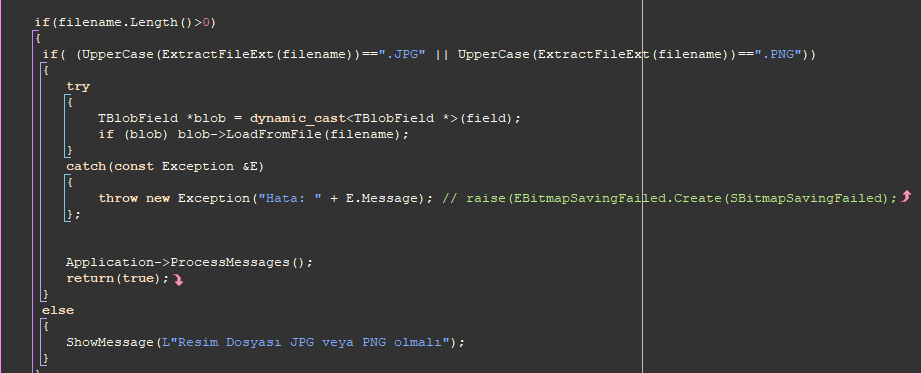 if(filename.Length()>0)
{
if( (UpperCase(ExtractFileExt(filename))==".JPG" || UpperCase(ExtractFileExt(filename))==".PNG"))
{
try
{
TBlobField *blob = dynamic_cast<TBlobField *>(field);
if (blob) blob->LoadFromFile(filename);
}
catch(const Exception &E)
{
throw new Exception("Hata: " + E.Message); // raise(EBitmapSavingFailed.Create(SBitmapSavingFailed);
};
Application->ProcessMessages();
return(true);
}
else
{
ShowMessage(L"Resim Dosyası JPG veya PNG olmalı");
}
}